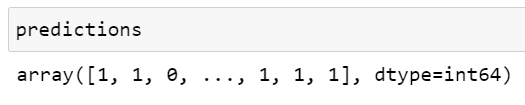 predictions
array([1, 1, 0, ..., 1, 1, 1], dtype=int64)